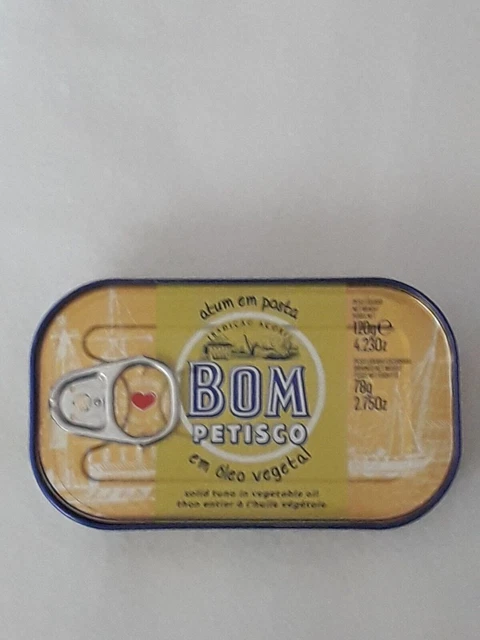 atum em posta
TRADIÇÃO AÇORES
BOM
PETISCO
em óleo vegetal
solid tuna in vegetable oil
thon entier à l'huile végétale
120g e
4.23Oz
78g
2.75Oz